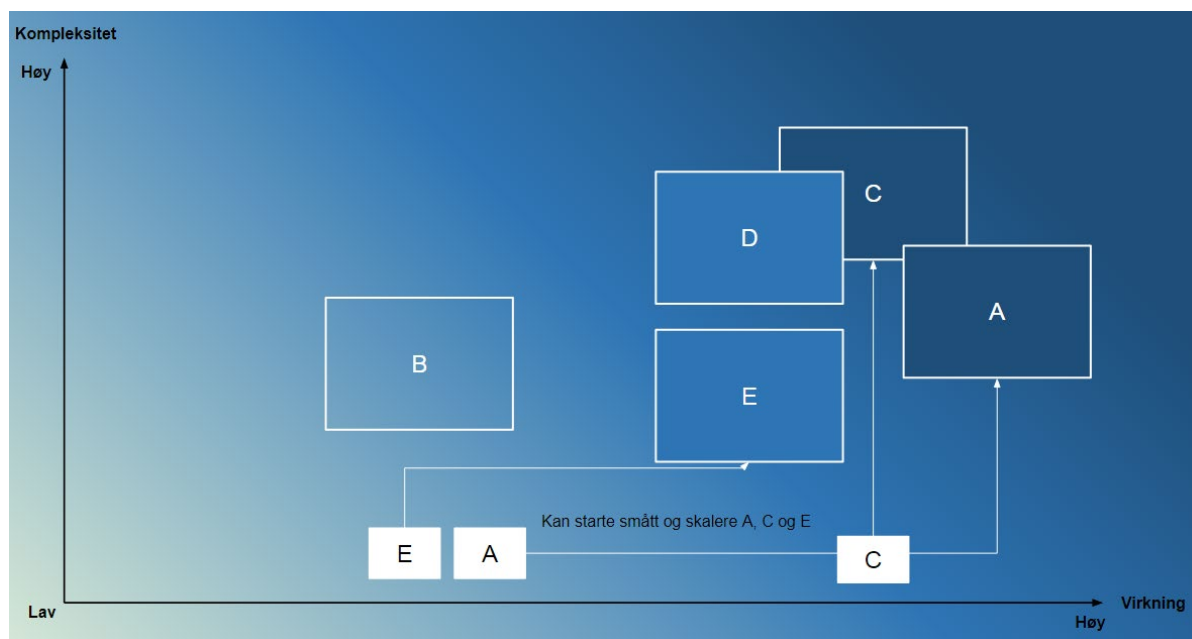 Kompleksitet
Høy
C
D
A
B
E
Kan starte smått og skalere A, C og E
E
A
C
Lav
Virkning
Høy